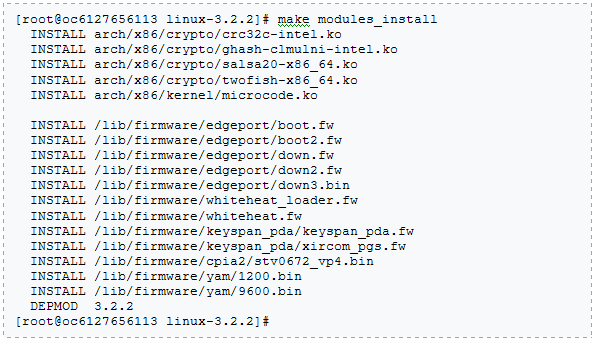 [root@oc6127656113 linux-3.2.2]# make modules_install
  INSTALL arch/x86/crypto/crc32c-intel.ko
  INSTALL arch/x86/crypto/ghash-clmulni-intel.ko
  INSTALL arch/x86/crypto/salsa20-x86_64.ko
  INSTALL arch/x86/crypto/twofish-x86_64.ko
  INSTALL arch/x86/kernel/microcode.ko

  INSTALL /lib/firmware/edgeport/boot.fw
  INSTALL /lib/firmware/edgeport/boot2.fw
  INSTALL /lib/firmware/edgeport/down.fw
  INSTALL /lib/firmware/edgeport/down2.fw
  INSTALL /lib/firmware/edgeport/down3.bin
  INSTALL /lib/firmware/whiteheat_loader.fw
  INSTALL /lib/firmware/whiteheat.fw
  INSTALL /lib/firmware/keyspan_pda/keyspan_pda.fw
  INSTALL /lib/firmware/keyspan_pda/xircom_pgs.fw
  INSTALL /lib/firmware/cpia2/stv0672_vp4.bin
  INSTALL /lib/firmware/yam/1200.bin
  INSTALL /lib/firmware/yam/9600.bin
  DEPMOD  3.2.2
[root@oc6127656113 linux-3.2.2]#